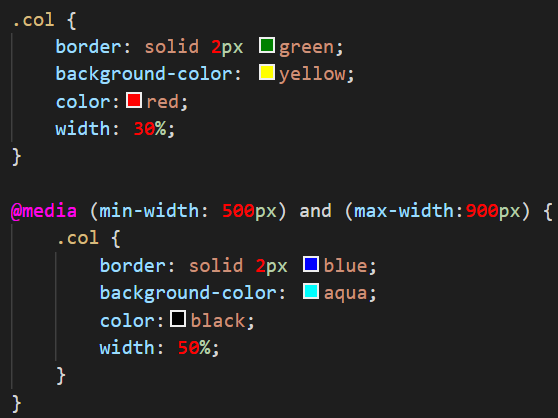 .col {
    border: solid 2px green;
    background-color: yellow;
    color: red;
    width: 30%;
}

@media (min-width: 500px) and (max-width:900px) {
    .col {
        border: solid 2px blue;
        background-color: aqua;
        color: black;
        width: 50%;
    }
}